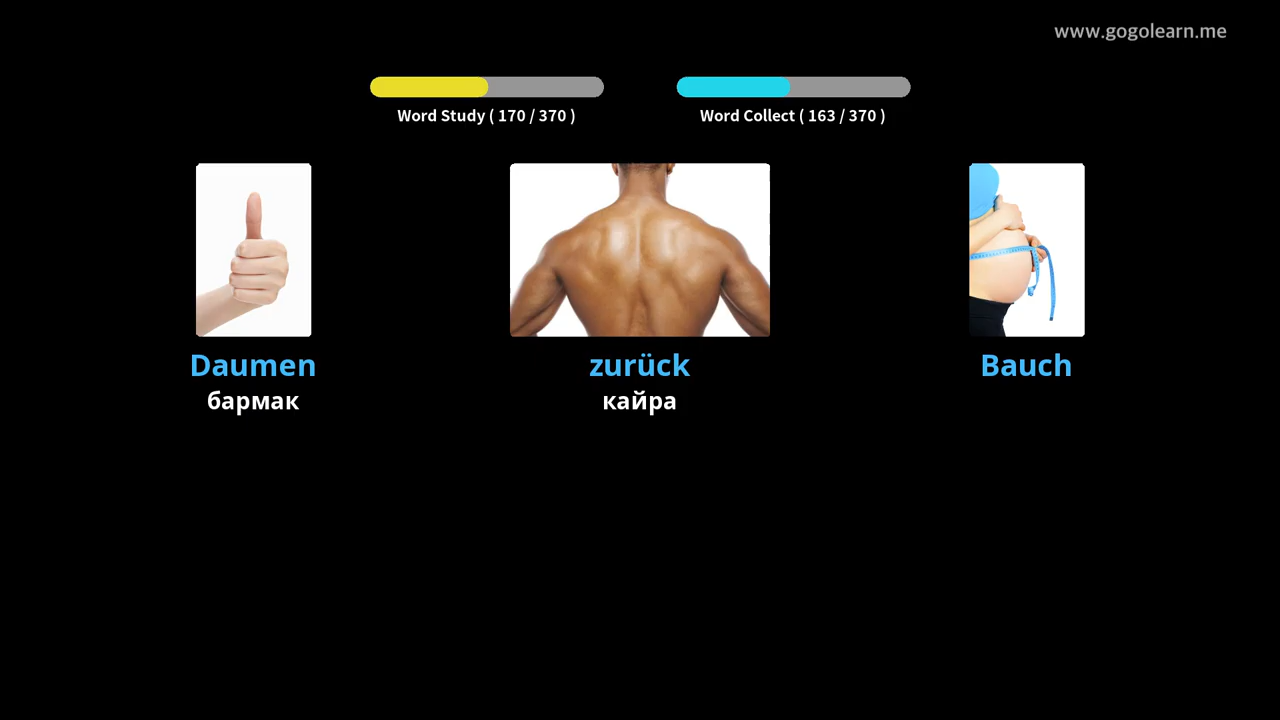 www.gogolearn.me
Word Study ( 170 / 370 )
Word Collect ( 163 / 370 )
Daumen
бармак
zurück
кайра
Bauch